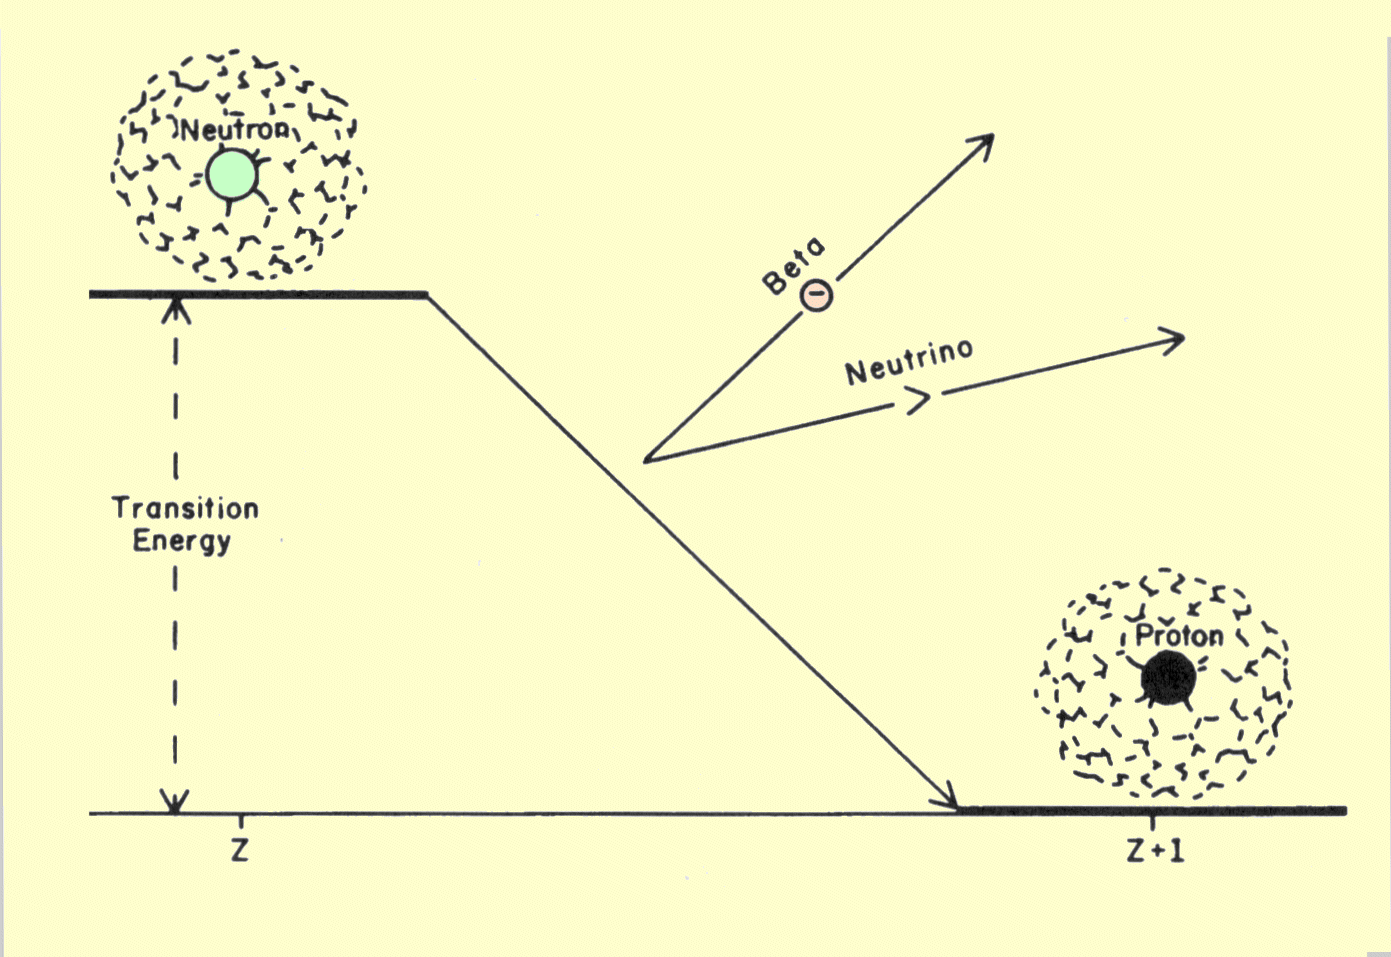 Neutron
Beta
−
Neutrino
Transition
Energy
Proton
Z
Z+1